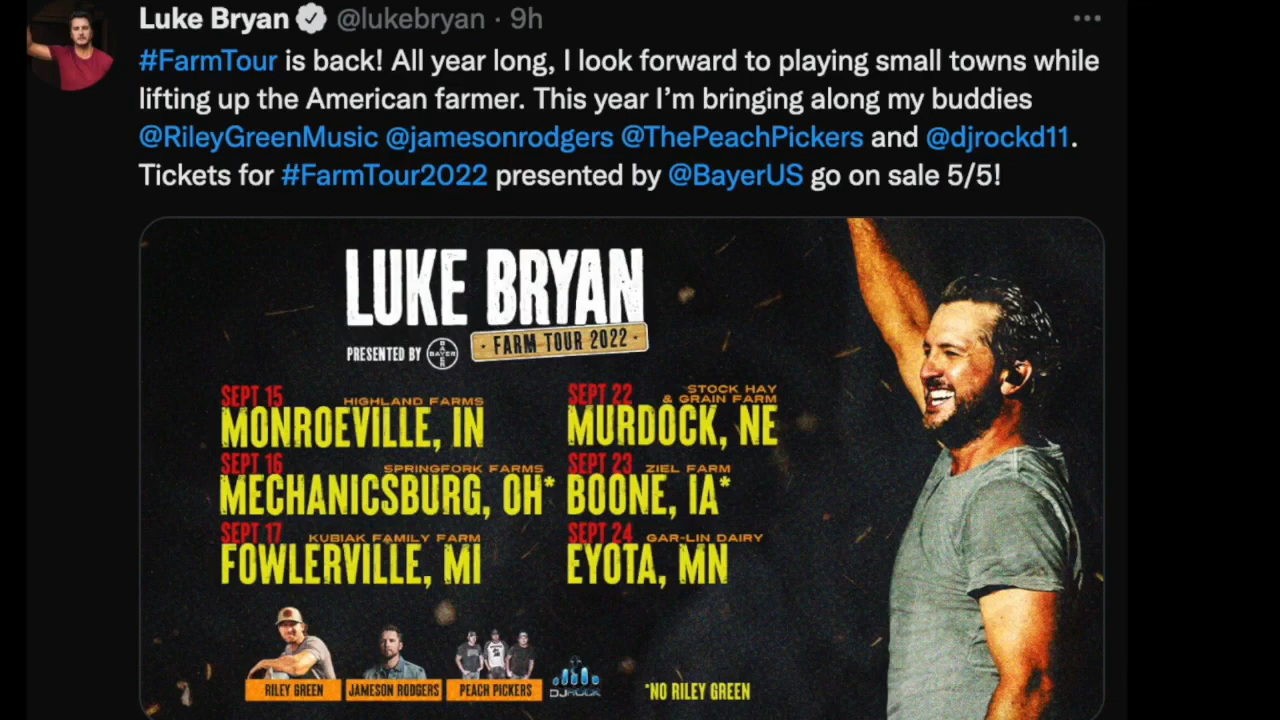 Luke Bryan @lukebryan · 9h
#FarmTour is back! All year long, I look forward to playing small towns while
lifting up the American farmer. This year I’m bringing along my buddies
@RileyGreenMusic @jamesonrodgers @ThePeachPickers and @djrockd11.
Tickets for #FarmTour2022 presented by @BayerUS go on sale 5/5!
LUKE BRYAN
PRESENTED BY BAYER
· FARM TOUR 2022 ·
SEPT 15 HIGHLAND FARMS
MONROEVILLE, IN
SEPT 16 SPRINGFORK FARMS
MECHANICSBURG, OH*
SEPT 17 KUBIAK FAMILY FARM
FOWLERVILLE, MI
SEPT 22 STOCK HAY
& GRAIN FARM
MURDOCK, NE
SEPT 23 ZIEL FARM
BOONE, IA*
SEPT 24 GAR-LIN DAIRY
EYOTA, MN
RILEY GREEN
JAMESON RODGERS
PEACH PICKERS
DJROCK
*NO RILEY GREEN